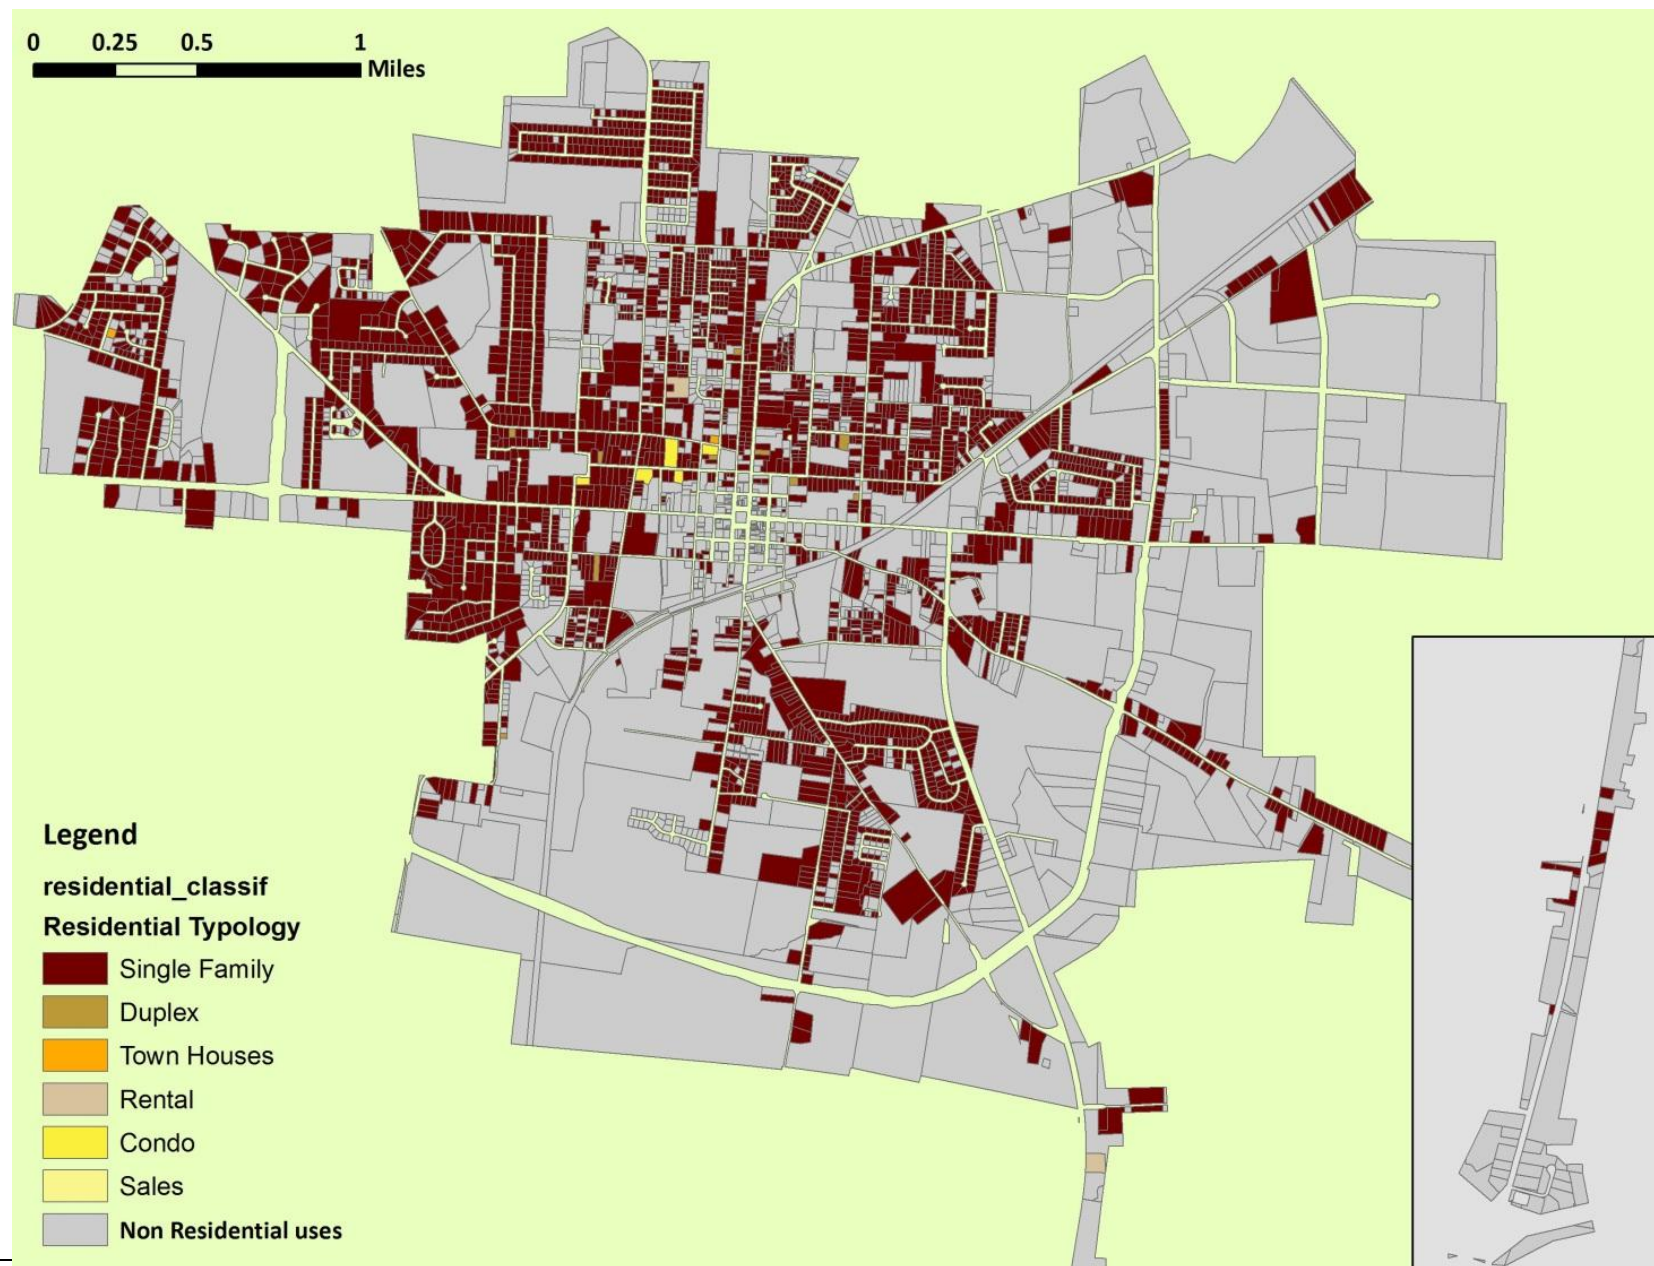 0 0.25 0.5 1
Miles
Legend
residential_classif
Residential Typology
Single Family
Duplex
Town Houses
Rental
Condo
Sales
Non Residential uses